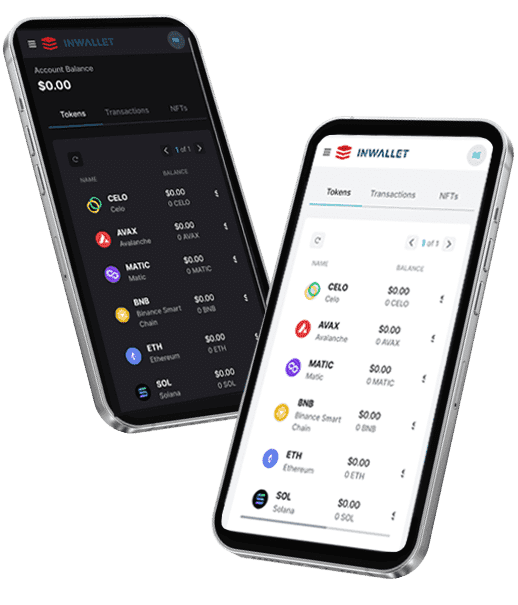 INWALLET
Account Balance
$0.00
Tokens Transactions NFTs
1 of 1
NAME BALANCE
CELO $0.00
Celo 0 CELO
AVAX $0.00
Avalanche 0 AVAX
MATIC $0.00
Matic 0 MATIC
BNB $0.00
Binance Smart 0 BNB
Chain
ETH $0.00
Ethereum 0 ETH
SOL $0.00
Solana 0 SOL
INWALLET
Tokens Transactions NFTs
1 of 1
NAME BALANCE
CELO $0.00
Celo 0 CELO
AVAX $0.00
Avalanche 0 AVAX
MATIC $0.00
Matic 0 MATIC
BNB $0.00
Binance Smart 0 BNB
Chain
ETH $0.00
Ethereum 0 ETH
SOL $0.00
Solana 0 SOL